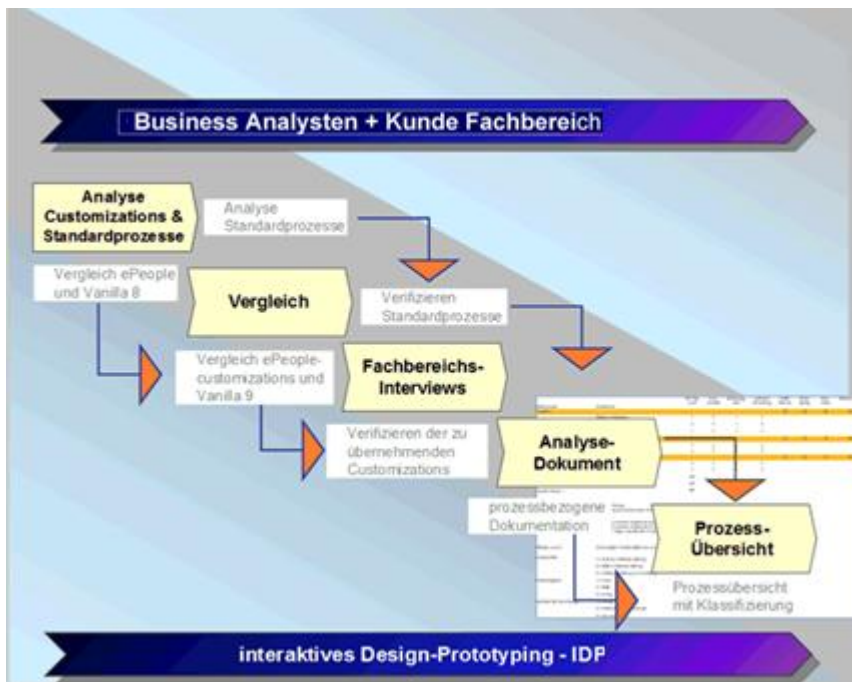 Business Analysten + Kunde Fachbereich
Analyse
Customizations &
Standardprozesse
Analyse
Standardprozesse
Vergleich ePeople
und Vanilla 8
Vergleich
Verifizieren
Standardprozesse
Vergleich ePeople-
customizations und
Vanilla 9
Fachbereichs-
Interviews
Verifizieren der zu
übernehmenden
Customizations
Analyse-
Dokument
prozessbezogene
Dokumentation
Prozess-
Übersicht
Prozessübersicht
mit Klassifizierung
interaktives Design-Prototyping - IDP